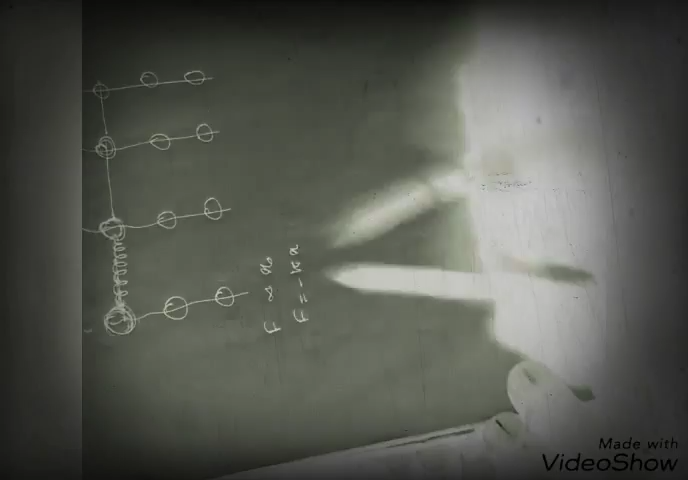 F ∝ x
F = - kx
Made with
VideoShow